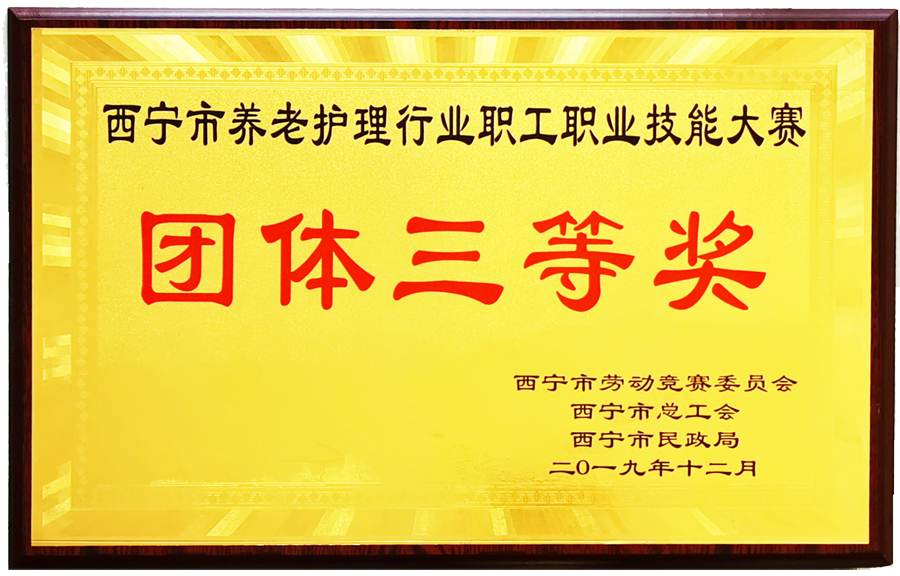 西宁市养老护理行业职工职业技能大赛
团体三等奖
西宁市劳动竞赛委员会
西宁市总工会
西宁市民政局
二0一九年十二月